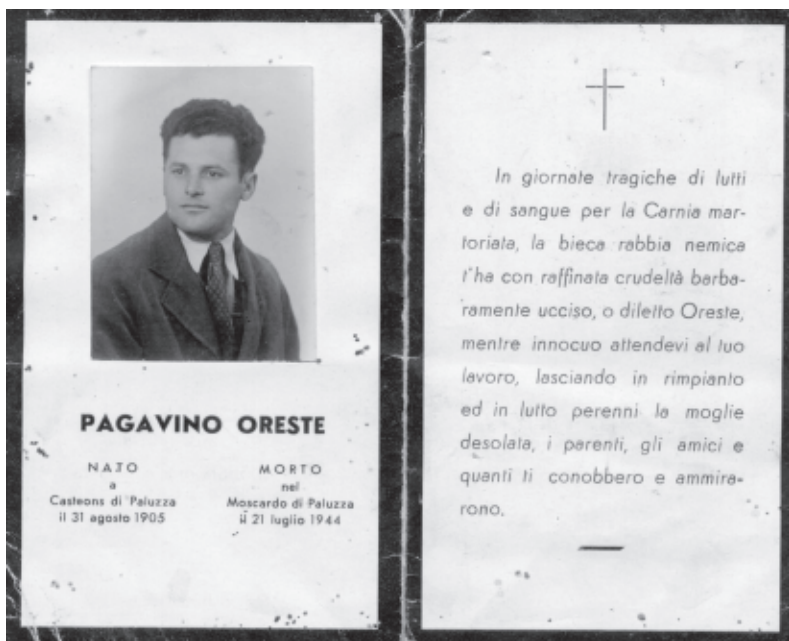 PAGAVINO ORESTE
NATO
a
Casteons di Paluzza
il 31 agosto 1905
MORTO
nel
Moscardo di Paluzza
il 21 luglio 1944
In giornate tragiche di lutti
e di sangue per la Carnia mar-
toriata, la bieca rabbia nemica
t'ha con raffinata crudeltà barba-
ramente ucciso, o diletto Oreste,
mentre innocuo attendevi al tuo
lavoro, lasciando in rimpianto
ed in lutto perenni la moglie
desolata, i parenti, gli amici e
quanti ti conobbero e ammira-
rono.